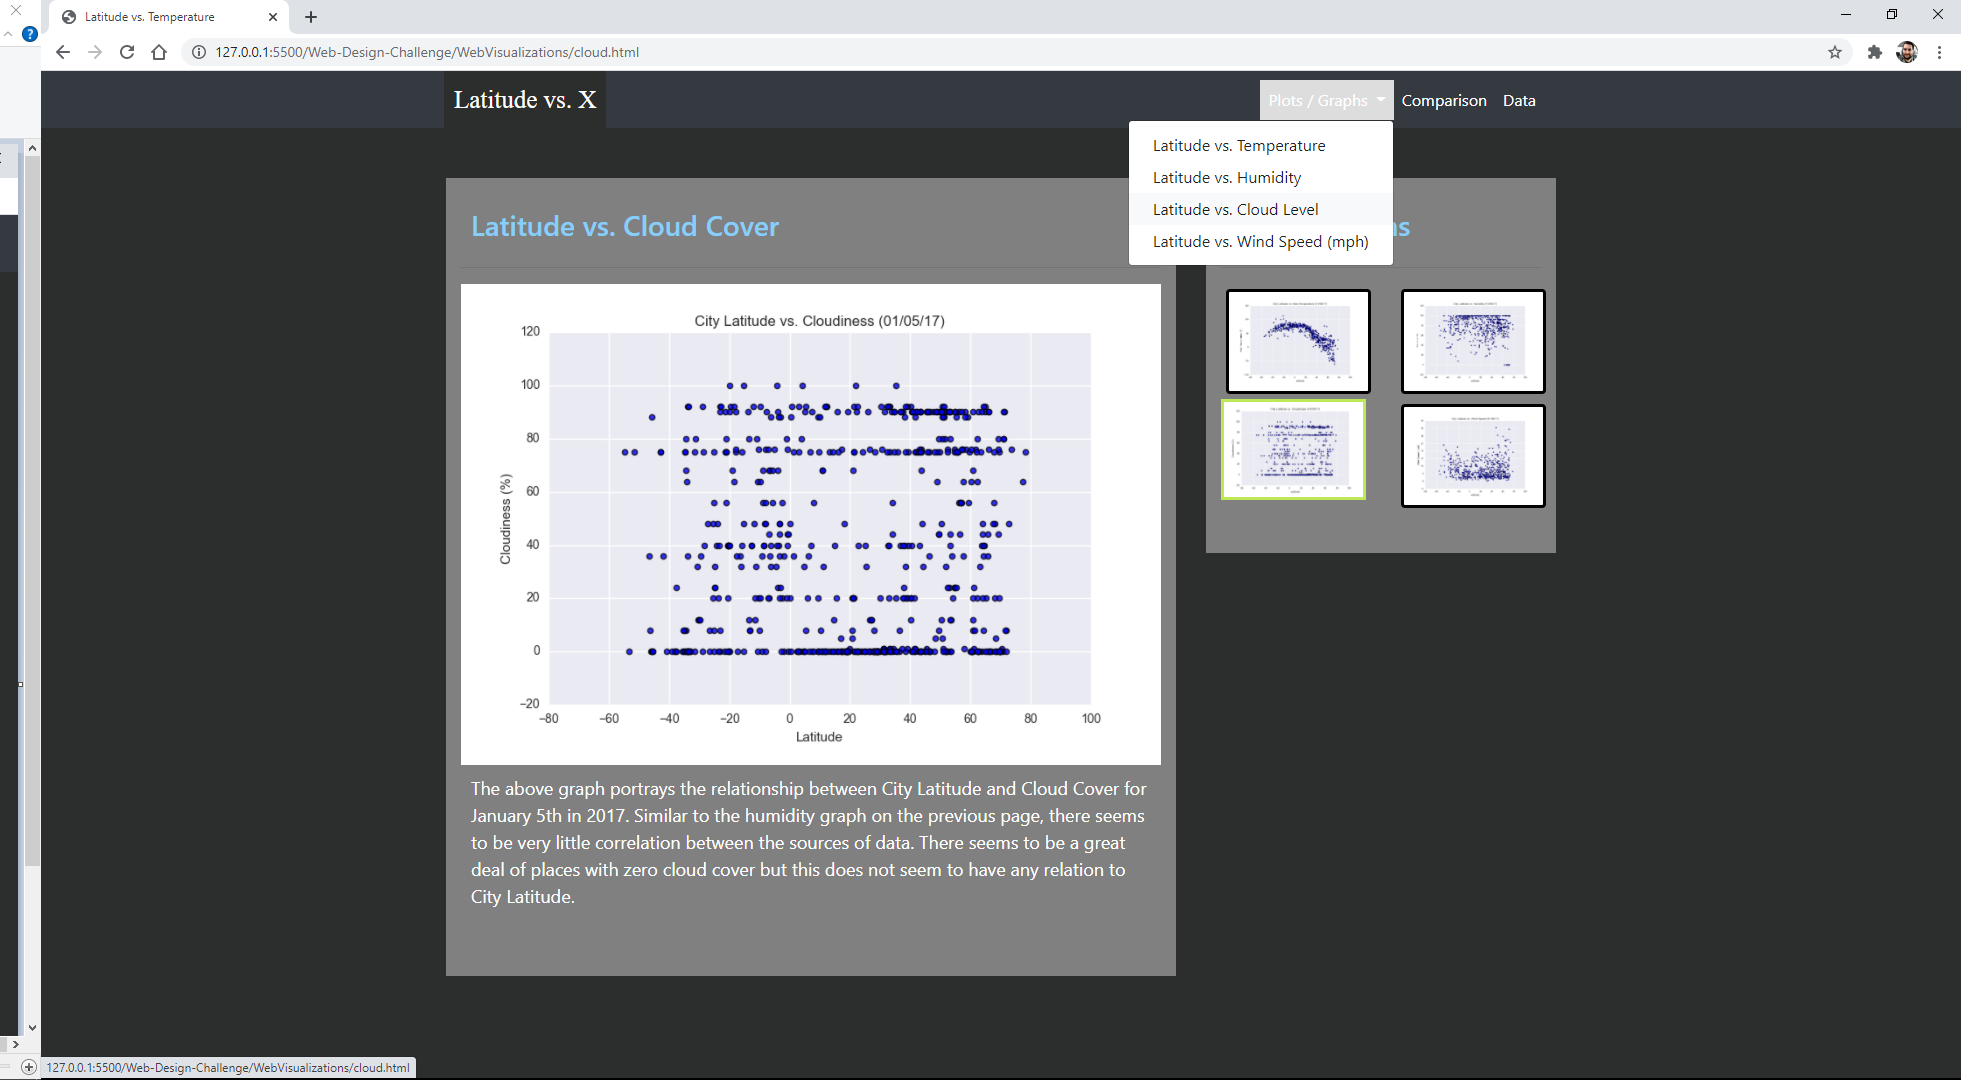 Latitude vs. Temperature
127.0.0.1:5500/Web-Design-Challenge/WebVisualizations/cloud.html
Latitude vs. X
Plots / Graphs
Comparison
Data
Latitude vs. Temperature
Latitude vs. Humidity
Latitude vs. Cloud Level
Latitude vs. Wind Speed (mph)
Latitude vs. Cloud Cover
City Latitude vs. Cloudiness (01/05/17)
120
100
80
60
40
20
0
−20
Cloudiness (%)
−80 −60 −40 −20 0 20 40 60 80 100
Latitude
The above graph portrays the relationship between City Latitude and Cloud Cover for
January 5th in 2017. Similar to the humidity graph on the previous page, there seems
to be very little correlation between the sources of data. There seems to be a great
deal of places with zero cloud cover but this does not seem to have any relation to
City Latitude.
127.0.0.1:5500/Web-Design-Challenge/WebVisualizations/cloud.html